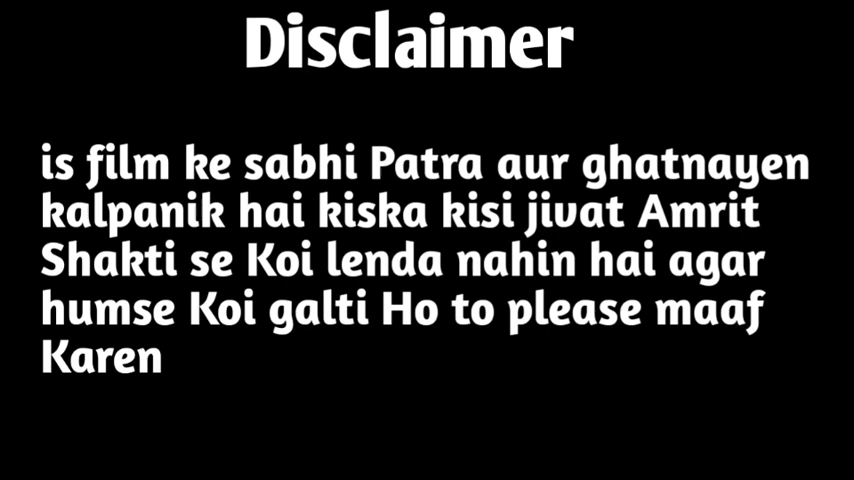 Disclaimer
is film ke sabhi Patra aur ghatnayen
kalpanik hai kiska kisi jivat Amrit
Shakti se Koi lenda nahin hai agar
humse Koi galti Ho to please maaf
Karen